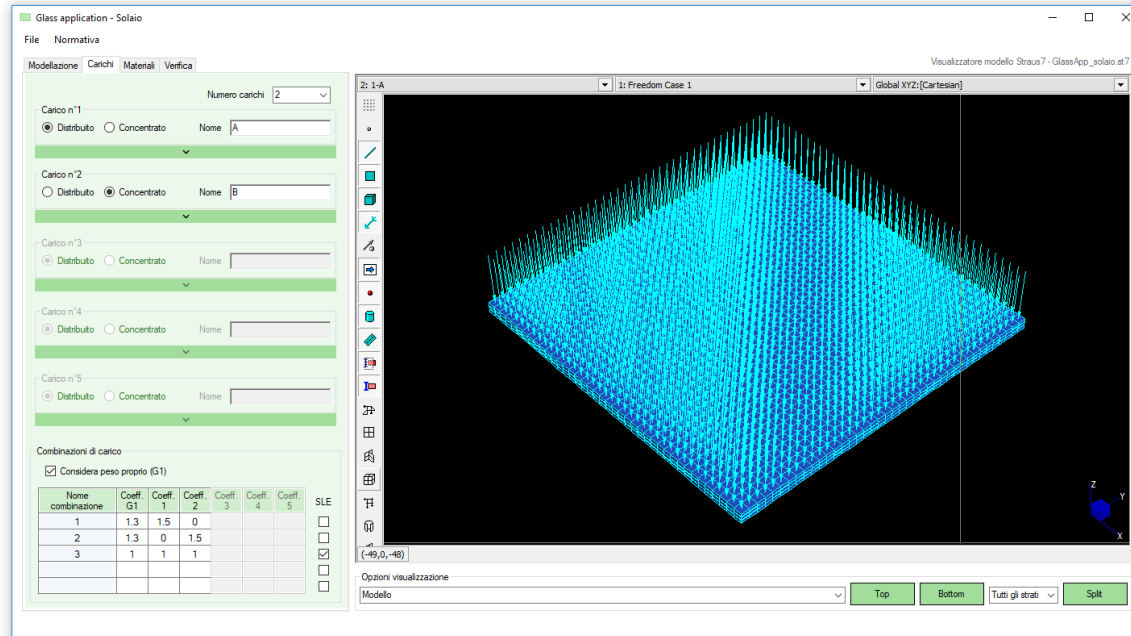 Glass application - Solaio
File Normativa
Modellazione Carichi Materiali Verifica
Visualizzatore modello Straus7 - GlassApp_solaio.st7
Numero carichi 2
Carico n°1
Distribuito Concentrato Nome A
Carico n°2
Distribuito Concentrato Nome B
Carico n°3
Distribuito Concentrato Nome
Carico n°4
Distribuito Concentrato Nome
Carico n°5
Distribuito Concentrato Nome
Combinazioni di carico
Considera peso proprio (G1)
Nome combinazione Coeff. G1 Coeff. 1 Coeff. 2 Coeff. 3 Coeff. 4 Coeff. 5 SLE
1 1.3 1.5 0
2 1.3 0 1.5
3 1 1 1
2: 1-A 1: Freedom Case 1 Global XYZ:[Cartesian]
Z
Y
X
(-49,0,-48)
Opzioni visualizzazione
Modello Top Bottom Tutti gli strati Split